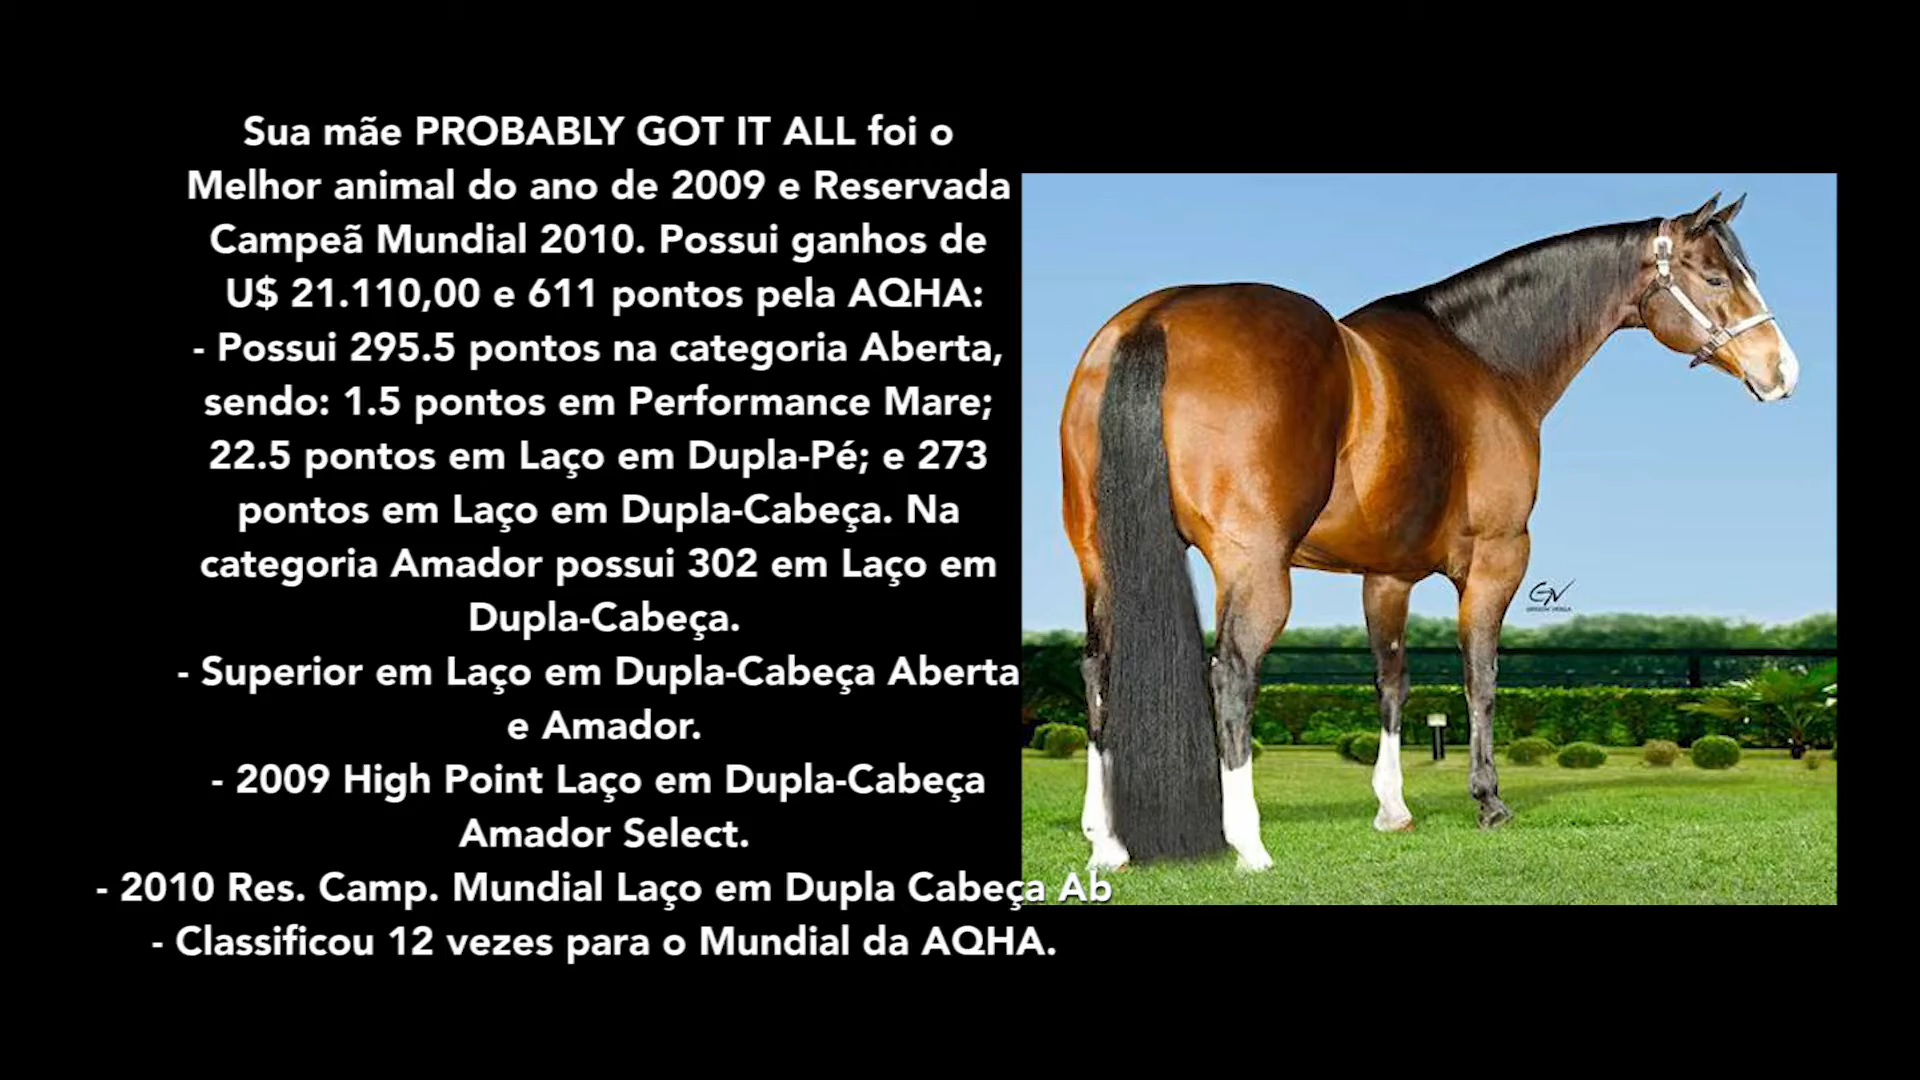 Sua mãe PROBABLY GOT IT ALL foi o
Melhor animal do ano de 2009 e Reservada
Campeã Mundial 2010. Possui ganhos de
U$ 21.110,00 e 611 pontos pela AQHA:
- Possui 295.5 pontos na categoria Aberta,
sendo: 1.5 pontos em Performance Mare;
22.5 pontos em Laço em Dupla-Pé; e 273
pontos em Laço em Dupla-Cabeça. Na
categoria Amador possui 302 em Laço em
Dupla-Cabeça.
- Superior em Laço em Dupla-Cabeça Aberta
e Amador.
- 2009 High Point Laço em Dupla-Cabeça
Amador Select.
- 2010 Res. Camp. Mundial Laço em Dupla Cabeça Ab
- Classificou 12 vezes para o Mundial da AQHA.